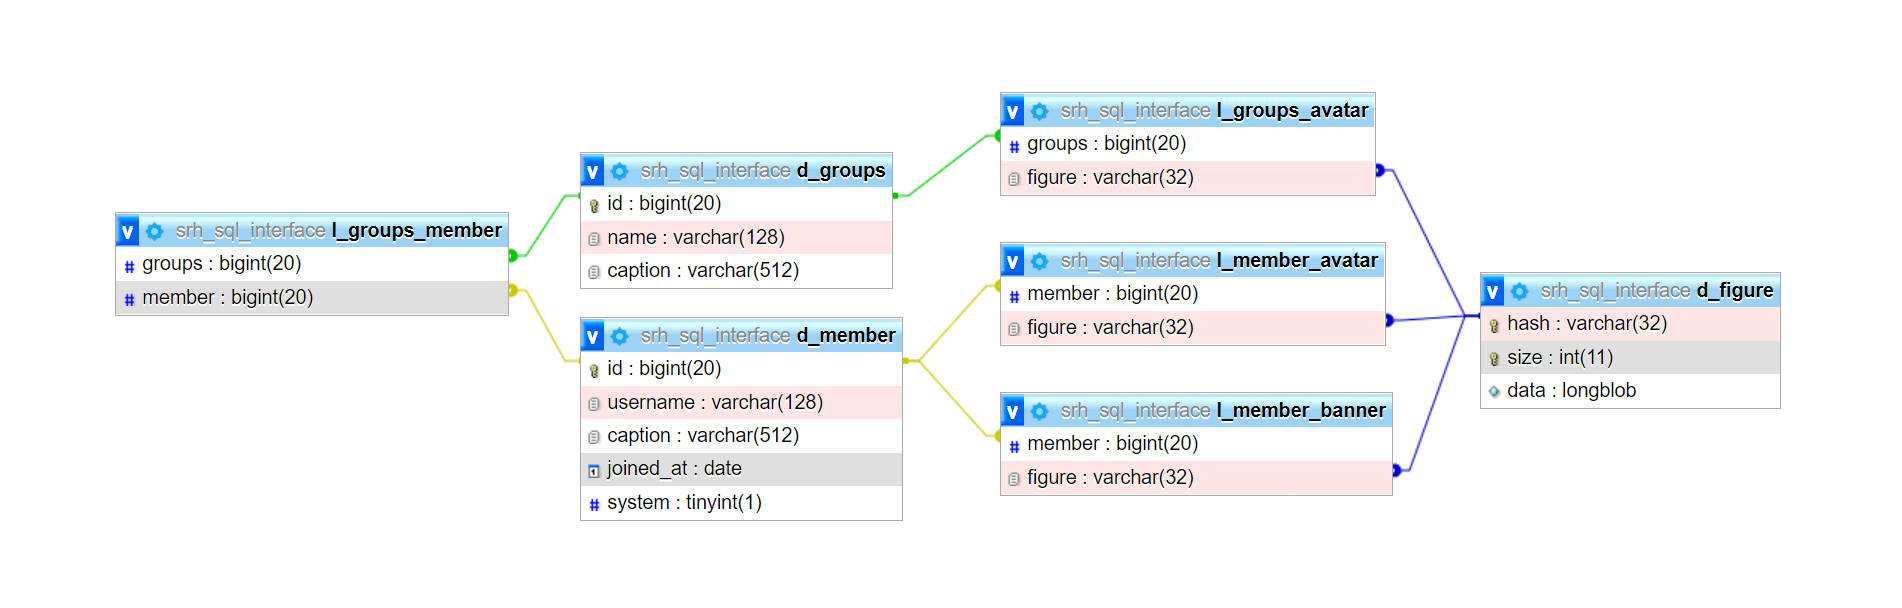 v srh_sql_interface l_groups_member
# groups : bigint(20)
# member : bigint(20)
v srh_sql_interface d_groups
id : bigint(20)
name : varchar(128)
caption : varchar(512)
v srh_sql_interface d_member
id : bigint(20)
username : varchar(128)
caption : varchar(512)
joined_at : date
# system : tinyint(1)
v srh_sql_interface l_groups_avatar
# groups : bigint(20)
figure : varchar(32)
v srh_sql_interface l_member_avatar
# member : bigint(20)
figure : varchar(32)
v srh_sql_interface l_member_banner
# member : bigint(20)
figure : varchar(32)
v srh_sql_interface d_figure
hash : varchar(32)
size : int(11)
data : longblob